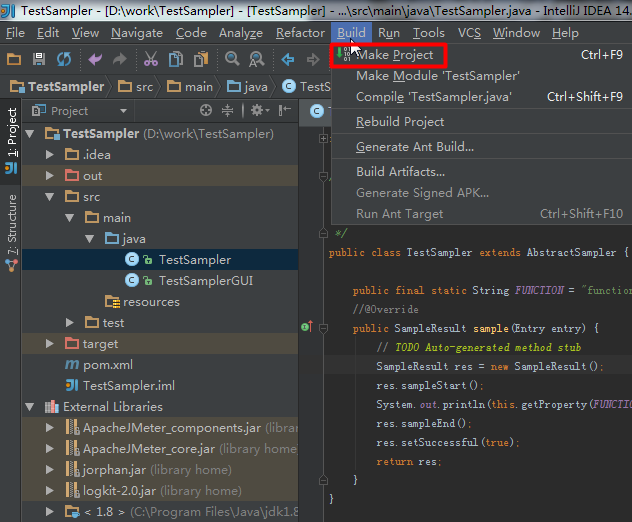 TestSampler - [D:\work\TestSampler] - [TestSampler] - ...\src\main\java\TestSampler.java - IntelliJ IDEA 14.
File Edit View Navigate Code Analyze Refactor Build Run Tools VCS Window Help
TestSampler src main java
Make Project Ctrl+F9
Make Module 'TestSampler'
Compile 'TestSampler.java' Ctrl+Shift+F9
Rebuild Project
Generate Ant Build...
Build Artifacts...
Generate Signed APK...
Run Ant Target Ctrl+Shift+F10
1: Project
7: Structure
Project
TestSampler (D:\work\TestSampler)
.idea
out
src
main
java
TestSampler
TestSamplerGUI
resources
test
target
pom.xml
TestSampler.iml
External Libraries
ApacheJMeter_components.jar (library home)
ApacheJMeter_core.jar (library home)
jorphan.jar (library home)
logkit-2.0.jar (library home)
< 1.8 > (C:\Program Files\Java\jdk1.8
*/
public class TestSampler extends AbstractSampler {
public final static String FUNCTION = "function
//@Override
public SampleResult sample(Entry entry) {
// TODO Auto-generated method stub
SampleResult res = new SampleResult();
res.sampleStart();
System.out.println(this.getProperty(FUNCTION
res.sampleEnd();
res.setSuccessful(true);
return res;
}
}